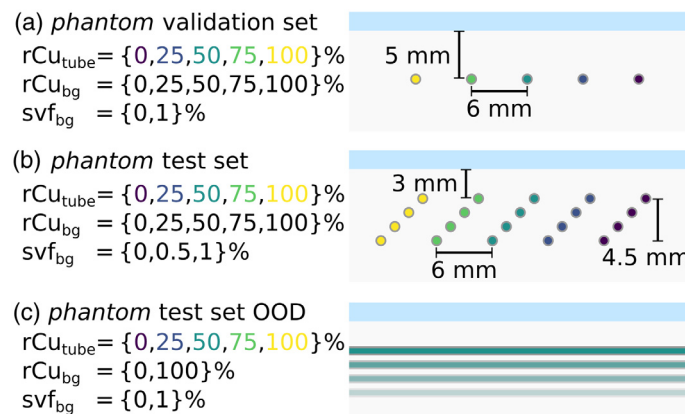 (a) phantom validation set
rCu_tube = {0,25,50,75,100}%
rCu_bg = {0,25,50,75,100}%
svf_bg = {0,1}%
5 mm
6 mm
(b) phantom test set
rCu_tube = {0,25,50,75,100}%
rCu_bg = {0,25,50,75,100}%
svf_bg = {0,0.5,1}%
3 mm
6 mm
4.5 mm
(c) phantom test set OOD
rCu_tube = {0,25,50,75,100}%
rCu_bg = {0,100}%
svf_bg = {0,1}%